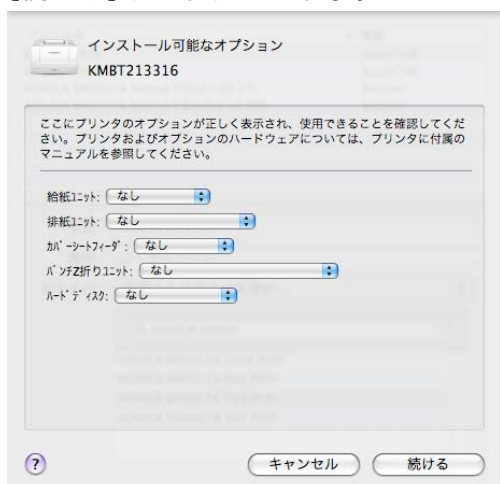 インストール可能なオプション
KMBT213316
ここにプリンタのオプションが正しく表示され、使用できることを確認してくだ
さい。プリンタおよびオプションのハードウェアについては、プリンタに付属の
マニュアルを参照してください。
給紙ﾕﾆｯﾄ: なし
排紙ﾕﾆｯﾄ: なし
ｶﾊﾞｰｼｰﾄﾌｨｰﾀﾞ: なし
ﾊﾟﾝﾁZ折りﾕﾆｯﾄ: なし
ﾊｰﾄﾞﾃﾞｨｽｸ: なし
? キャンセル 続ける